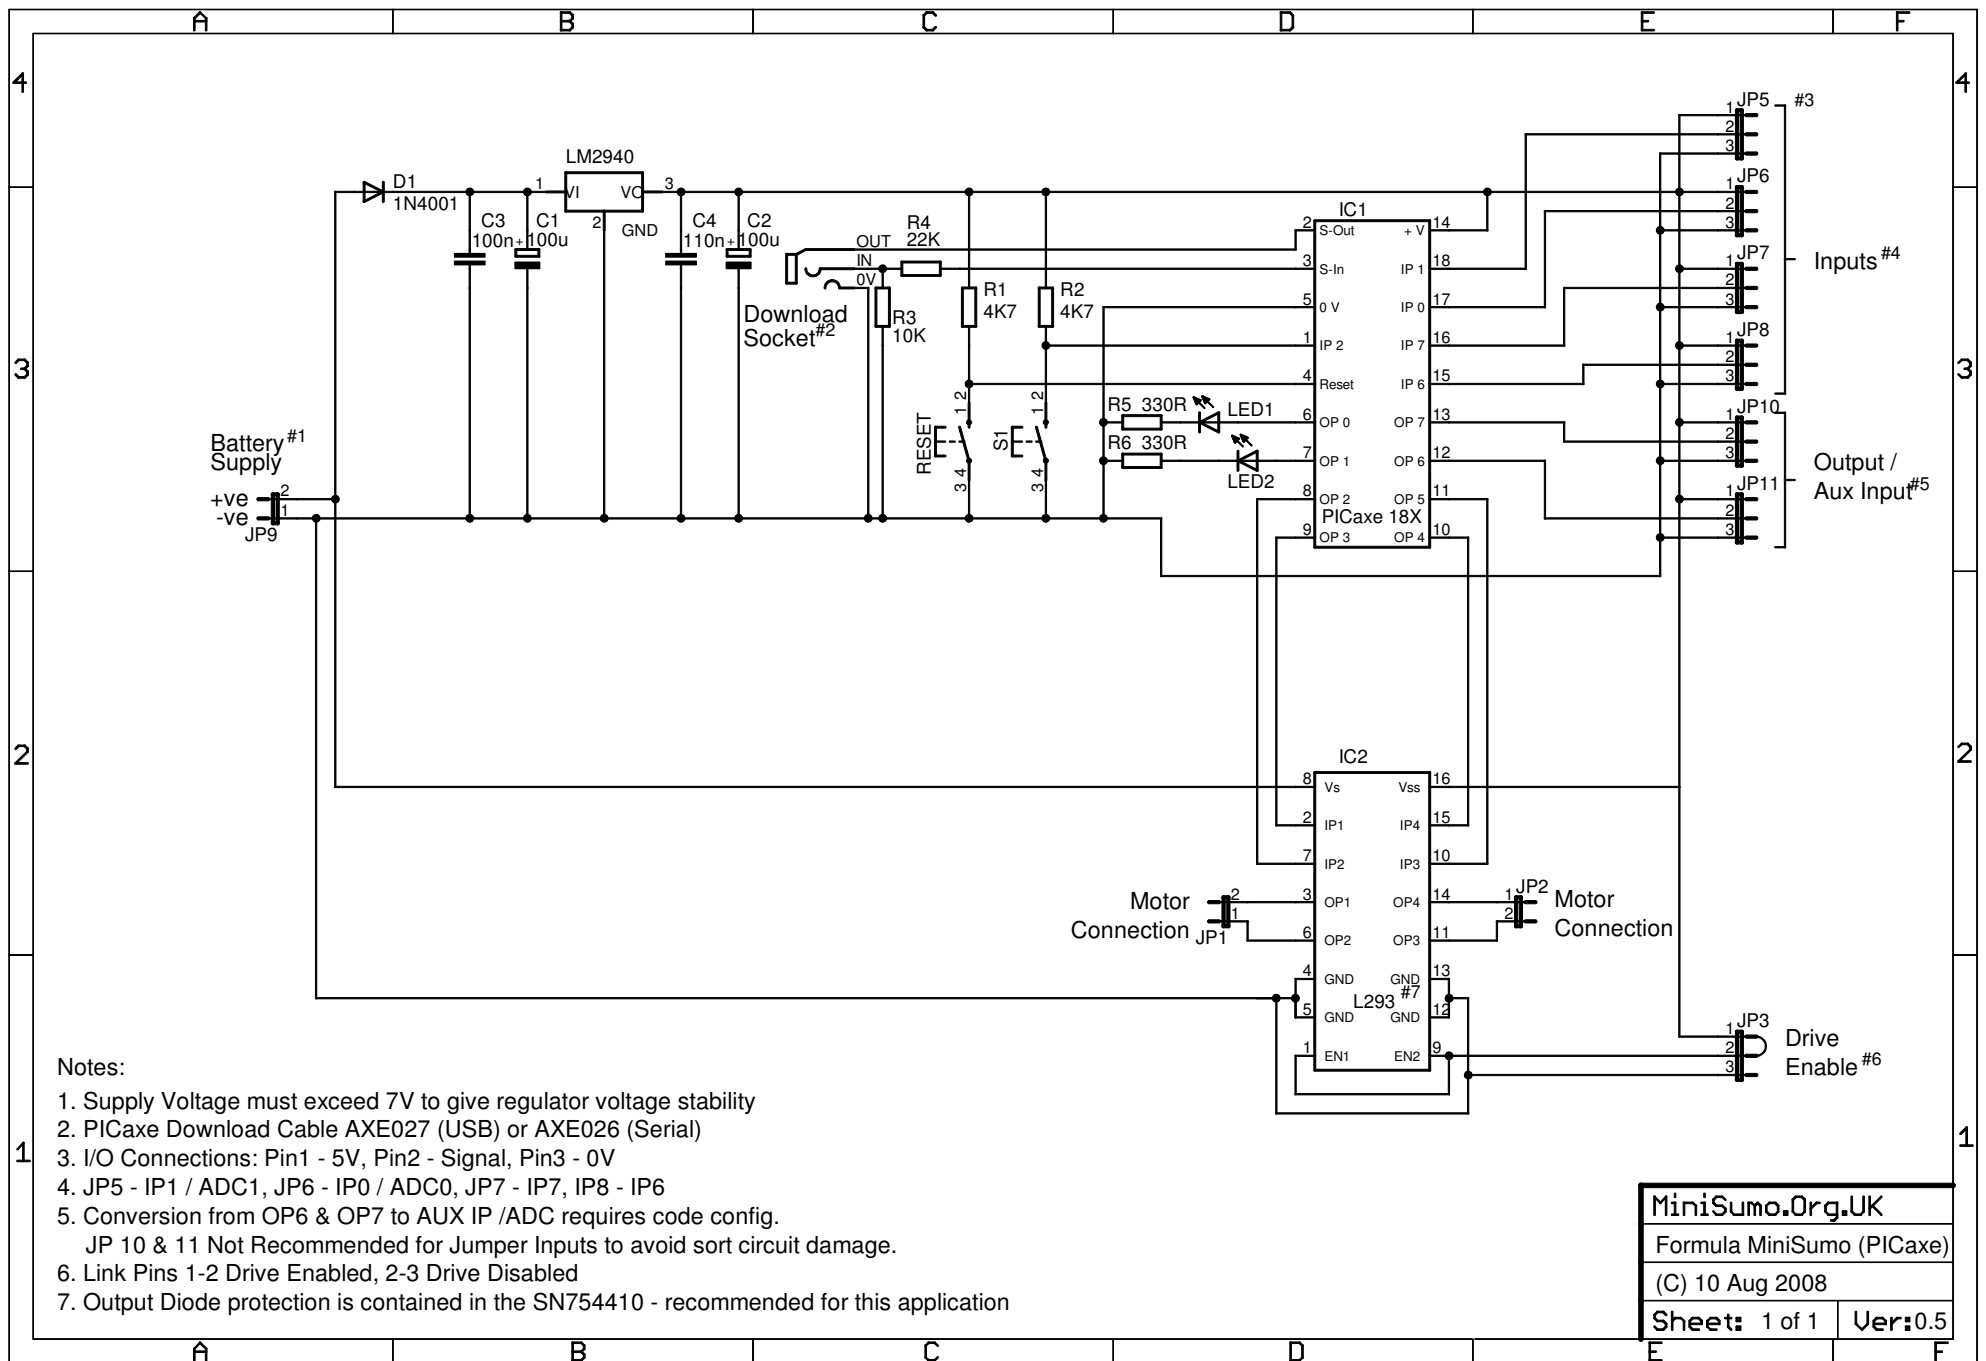 A B C D E F
4 4
3 3
2 2
1 1
A B C D E F
D1
1N4001
LM2940
1 VI VO 3
2 GND
C3
100n
C1
+ 100u
C4
110n
C2
+ 100u
OUT
IN
0V
Download
Socket #2
R4
22K
R3
10K
R1
4K7
R2
4K7
RESET
1 2
3 4
S1
1 2
3 4
Battery #1
Supply
+ve 2
-ve 1
JP9
R5 330R LED1
R6 330R
LED2
IC1
2 S-Out + V 14
3 S-In IP 1 18
5 0 V IP 0 17
1 IP 2 IP 7 16
4 Reset IP 6 15
6 OP 0 OP 7 13
7 OP 1 OP 6 12
8 OP 2 OP 5 11
PICaxe 18X
9 OP 3 OP 4 10
JP5 #3
1
2
3
JP6
1
2
3
Inputs #4
JP7
1
2
3
JP8
1
2
3
JP10
1
2
3
Output /
Aux Input #5
JP11
1
2
3
IC2
8 Vs Vss 16
2 IP1 IP4 15
7 IP2 IP3 10
3 OP1 OP4 14
6 OP2 OP3 11
4 GND GND 13
L293 #7
5 GND GND 12
1 EN1 EN2 9
Motor
Connection
2
1
JP1
JP2
1
2
Motor
Connection
JP3
1
2
3
Drive
Enable #6
Notes:
1. Supply Voltage must exceed 7V to give regulator voltage stability
2. PICaxe Download Cable AXE027 (USB) or AXE026 (Serial)
3. I/O Connections: Pin1 - 5V, Pin2 - Signal, Pin3 - 0V
4. JP5 - IP1 / ADC1, JP6 - IP0 / ADC0, JP7 - IP7, IP8 - IP6
5. Conversion from OP6 & OP7 to AUX IP /ADC requires code config.
JP 10 & 11 Not Recommended for Jumper Inputs to avoid sort circuit damage.
6. Link Pins 1-2 Drive Enabled, 2-3 Drive Disabled
7. Output Diode protection is contained in the SN754410 - recommended for this application
MiniSumo.Org.UK
Formula MiniSumo (PICaxe)
(C) 10 Aug 2008
Sheet: 1 of 1 Ver: 0.5